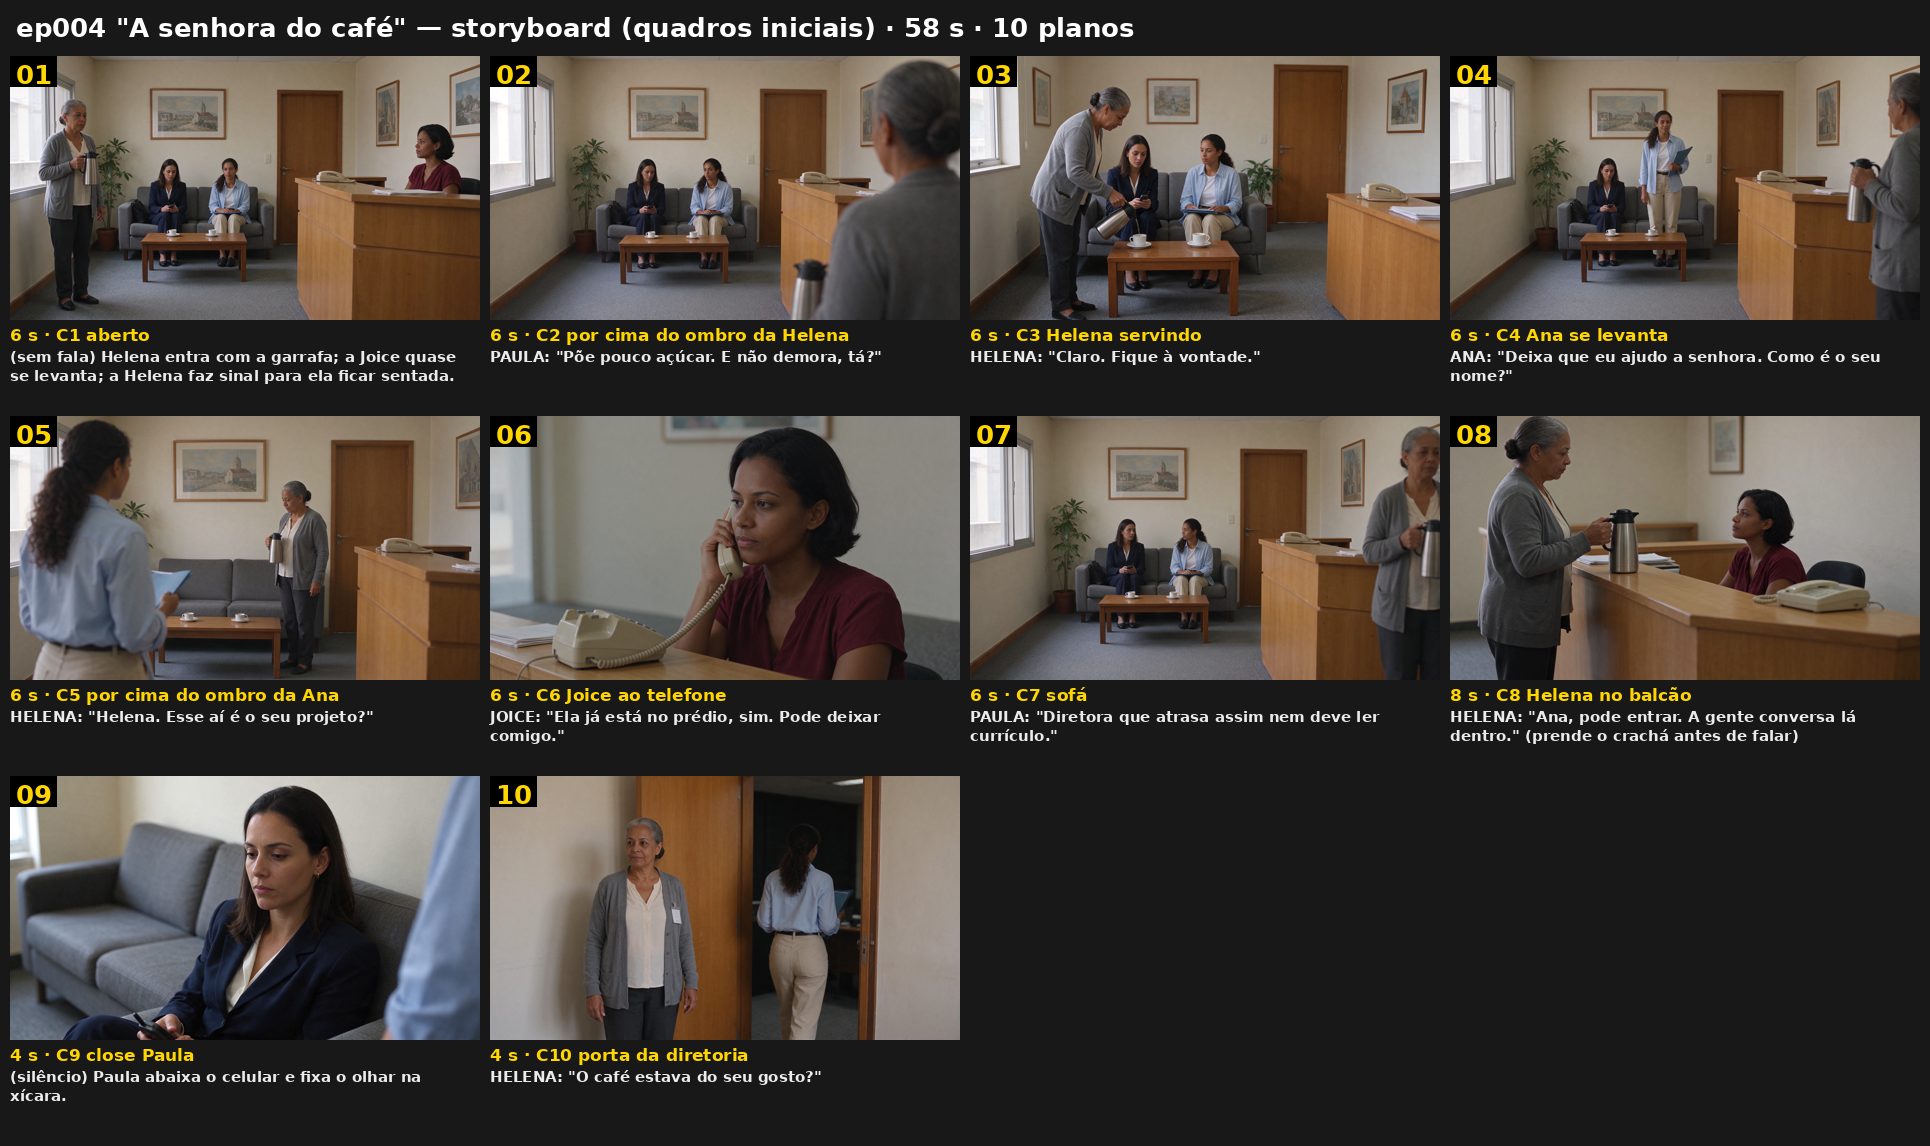 ep004 "A senhora do café" — storyboard (quadros iniciais) · 58 s · 10 planos
01
6 s · C1 aberto
(sem fala) Helena entra com a garrafa; a Joice quase
se levanta; a Helena faz sinal para ela ficar sentada.
02
6 s · C2 por cima do ombro da Helena
PAULA: "Põe pouco açúcar. E não demora, tá?"
03
6 s · C3 Helena servindo
HELENA: "Claro. Fique à vontade."
04
6 s · C4 Ana se levanta
ANA: "Deixa que eu ajudo a senhora. Como é o seu
nome?"
05
6 s · C5 por cima do ombro da Ana
HELENA: "Helena. Esse aí é o seu projeto?"
06
6 s · C6 Joice ao telefone
JOICE: "Ela já está no prédio, sim. Pode deixar
comigo."
07
6 s · C7 sofá
PAULA: "Diretora que atrasa assim nem deve ler
currículo."
08
8 s · C8 Helena no balcão
HELENA: "Ana, pode entrar. A gente conversa lá
dentro." (prende o crachá antes de falar)
09
4 s · C9 close Paula
(silêncio) Paula abaixa o celular e fixa o olhar na
xícara.
10
4 s · C10 porta da diretoria
HELENA: "O café estava do seu gosto?"